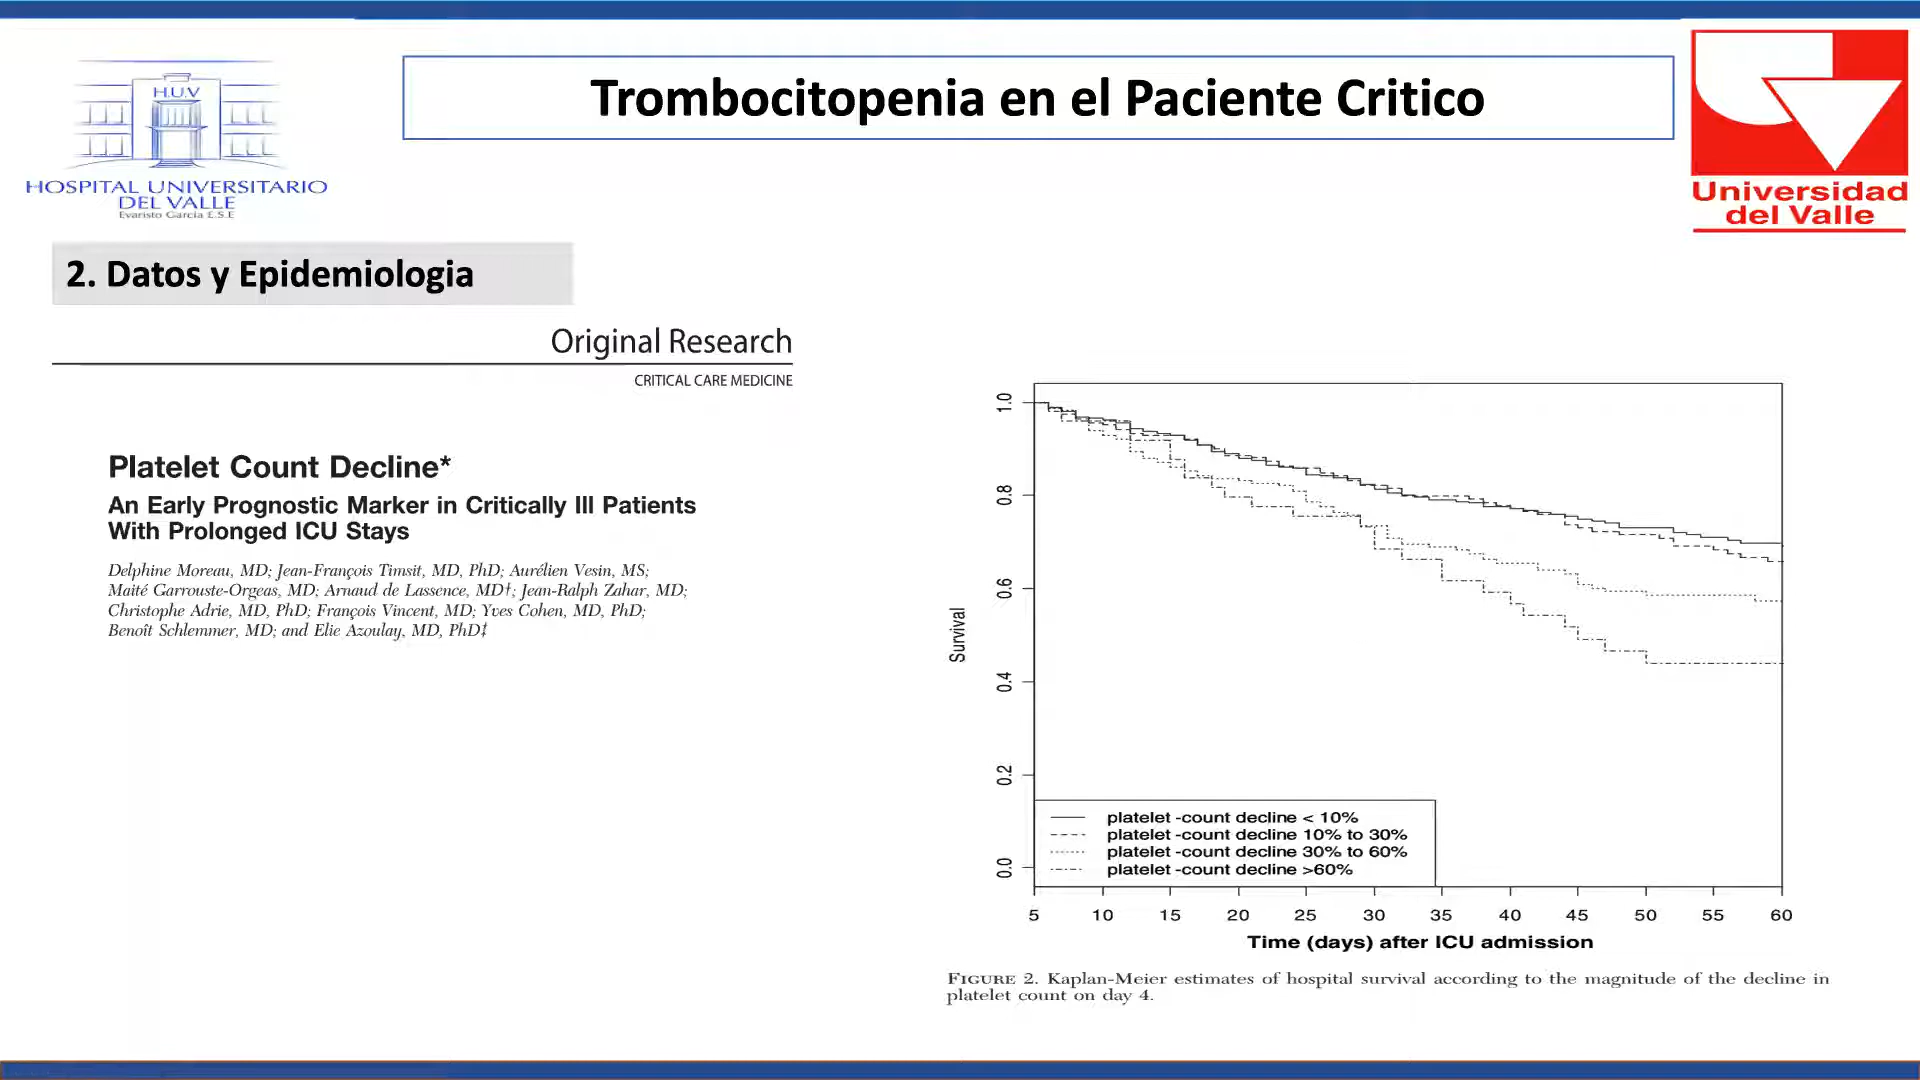 Trombocitopenia en el Paciente Critico
H.U.V
HOSPITAL UNIVERSITARIO
DEL VALLE
Evaristo Garcia E.S.E
Universidad
del Valle
2. Datos y Epidemiologia
Original Research
CRITICAL CARE MEDICINE
Platelet Count Decline*
An Early Prognostic Marker in Critically Ill Patients
With Prolonged ICU Stays
Delphine Moreau, MD; Jean-François Timsit, MD, PhD; Aurélien Vesin, MS;
Maité Garrouste-Orgeas, MD; Arnaud de Lassence, MD†; Jean-Ralph Zahar, MD;
Christophe Adrie, MD, PhD; François Vincent, MD; Yves Cohen, MD, PhD;
Benoît Schlemmer, MD; and Elie Azoulay, MD, PhD‡
Survival
1.0
0.8
0.6
0.4
0.2
0.0
platelet -count decline < 10%
platelet -count decline 10% to 30%
platelet -count decline 30% to 60%
platelet -count decline >60%
5 10 15 20 25 30 35 40 45 50 55 60
Time (days) after ICU admission
FIGURE 2. Kaplan-Meier estimates of hospital survival according to the magnitude of the decline in
platelet count on day 4.